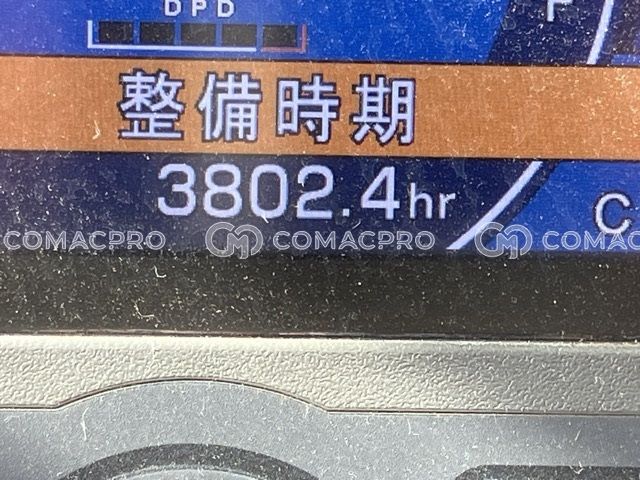 DPD
F
整備時期
3802.4hr
C
COMACPRO COMACPRO COMACPRO